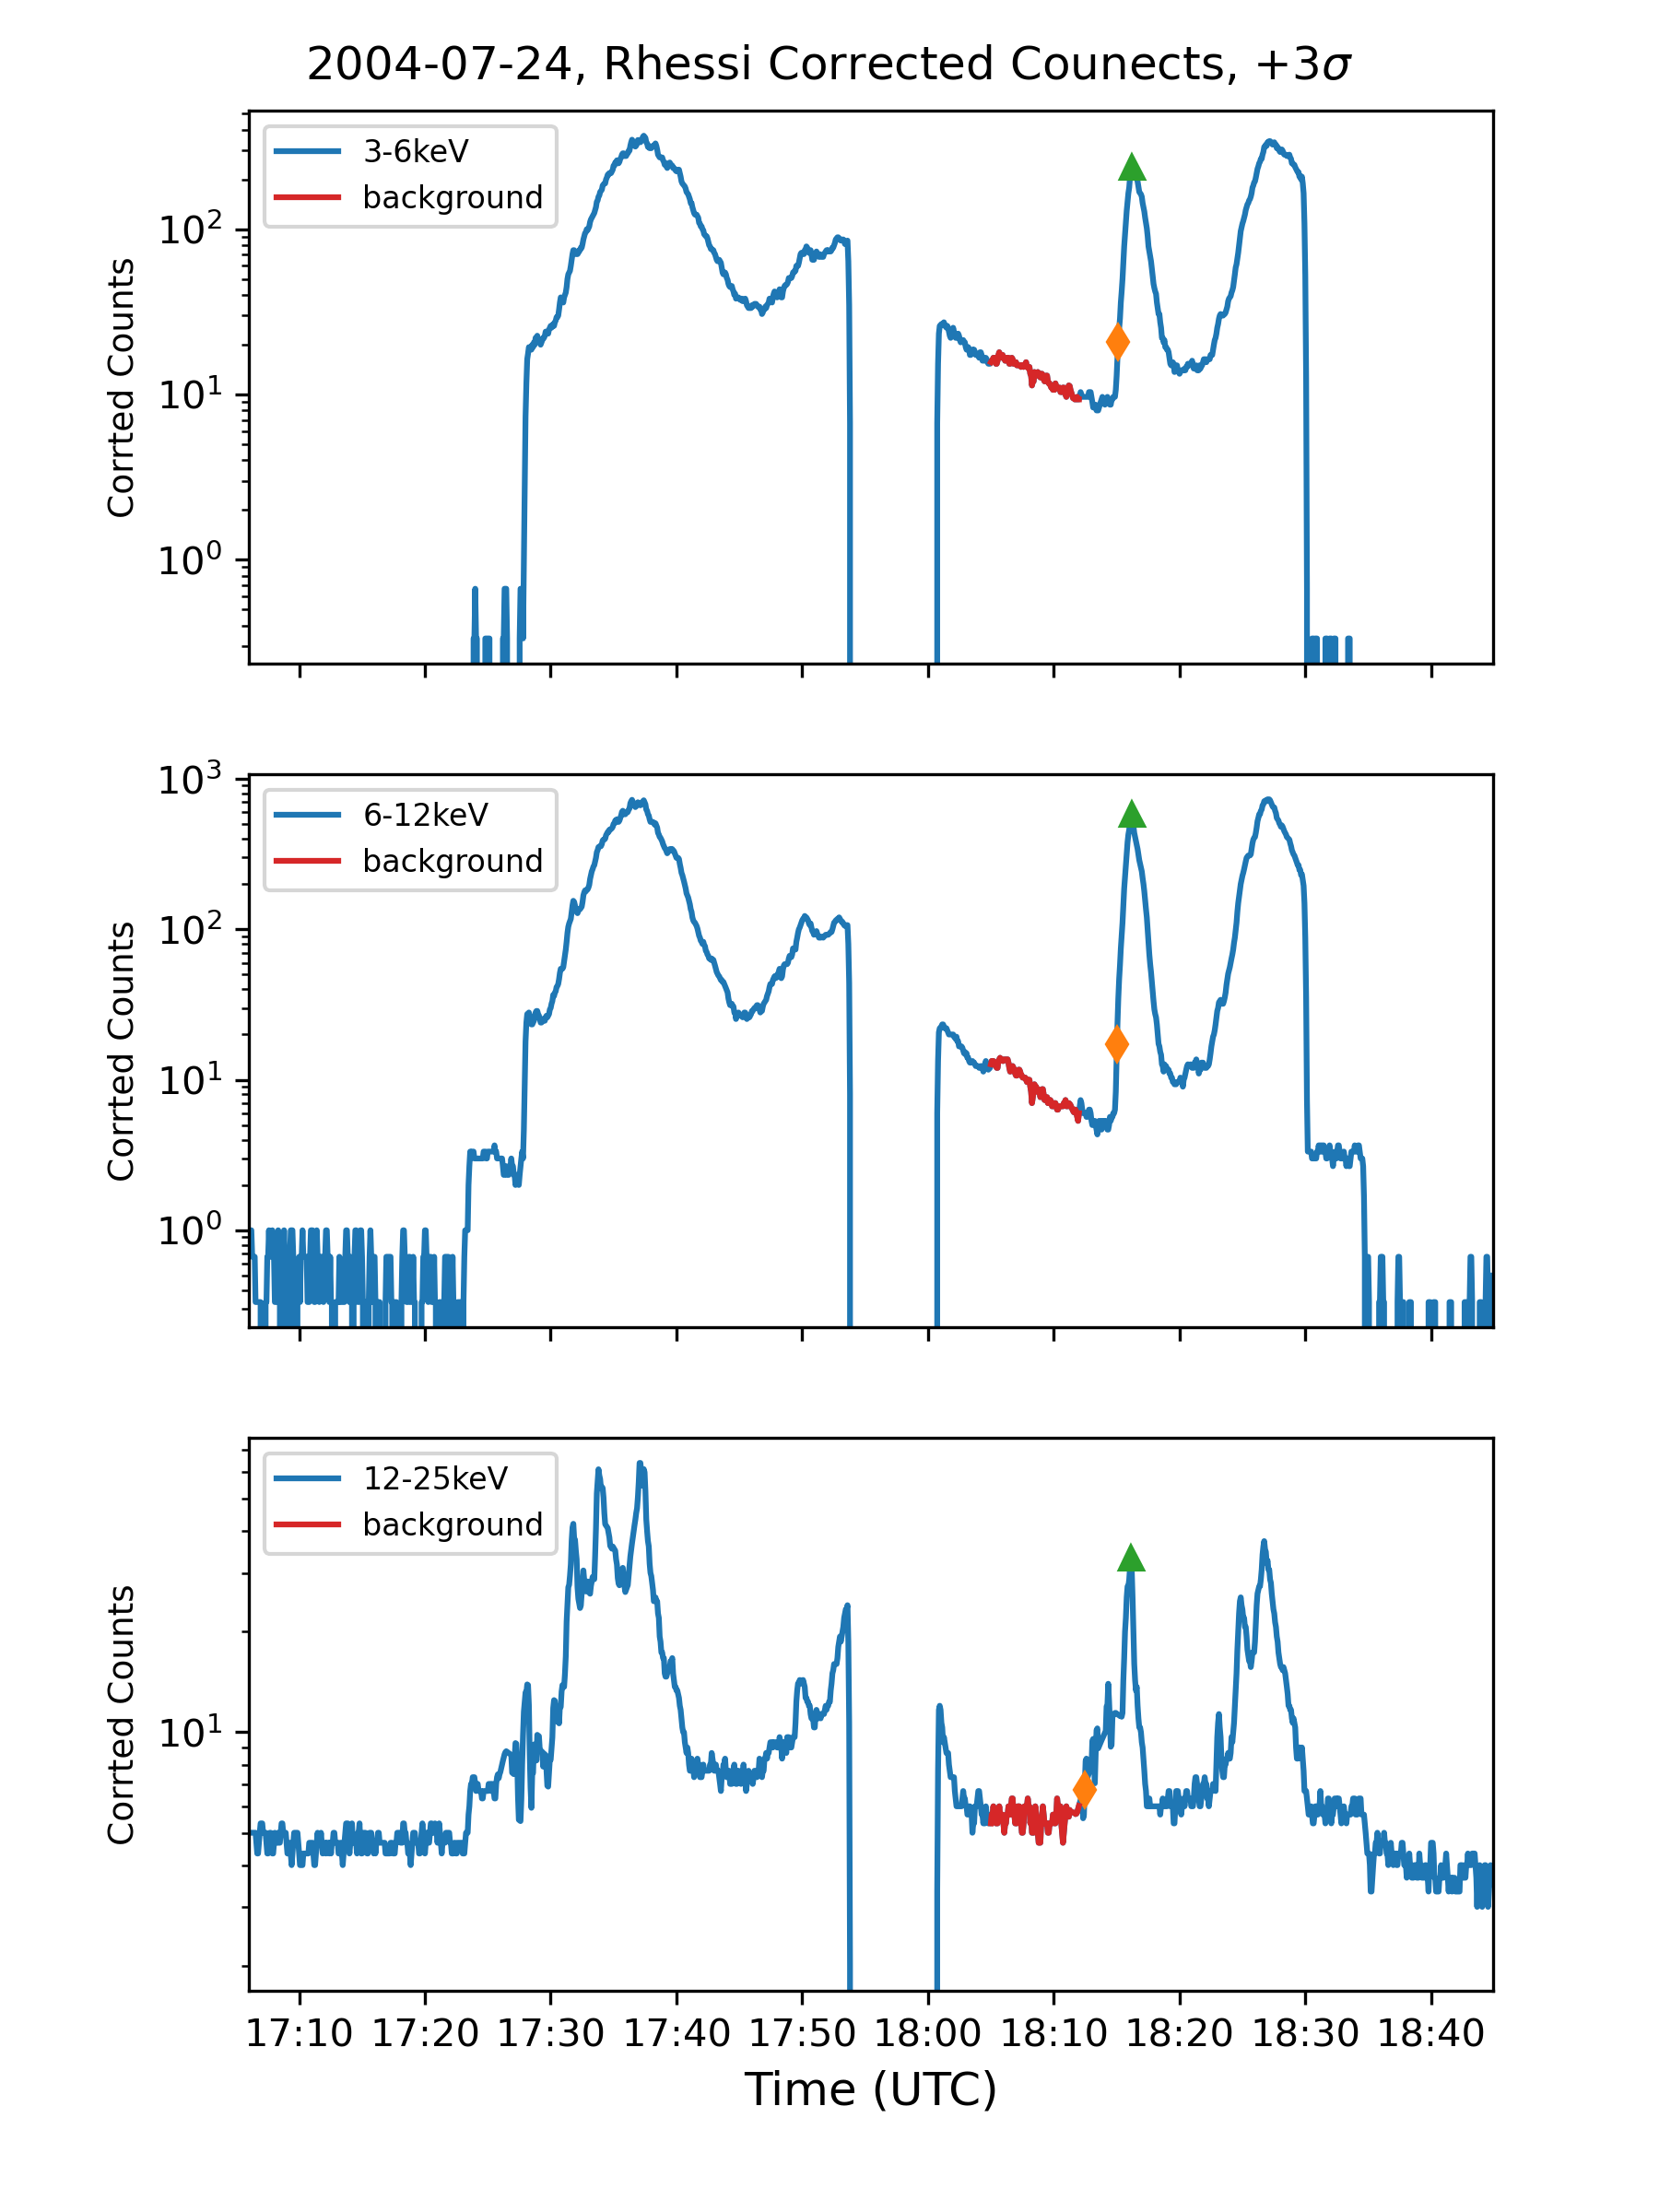 2004-07-24, Rhessi Corrected Counects, +3σ
3-6keV
background
10²
10¹
10⁰
Corrted Counts
6-12keV
background
10³
10²
10¹
10⁰
Corrted Counts
12-25keV
background
10¹
Corrted Counts
17:10 17:20 17:30 17:40 17:50 18:00 18:10 18:20 18:30 18:40
Time (UTC)